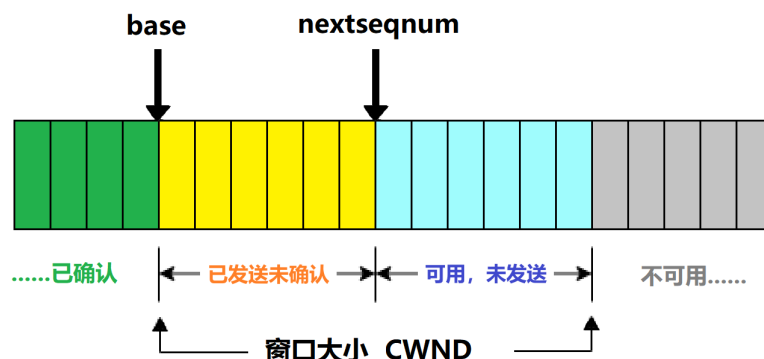 base nextseqnum
......已确认 已发送未确认 可用，未发送 不可用......
窗口大小 CWND